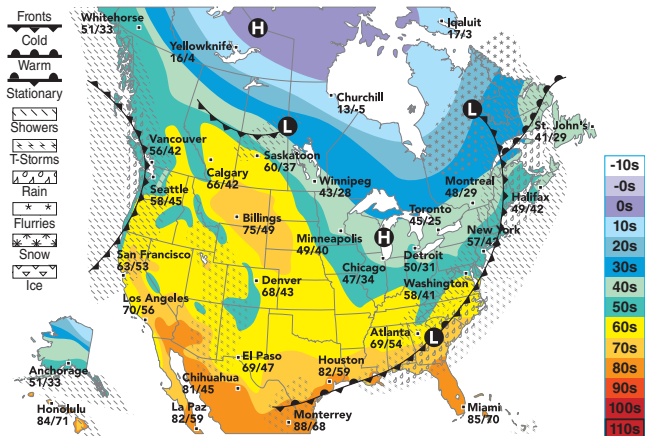 Fronts
Cold
Warm
Stationary
Showers
T-Storms
Rain
Flurries
Snow
Ice
Whitehorse
51/33
H
Iqaluit
17/3
Yellowknife
16/4
Churchill
13/-5
L
L
St. John's
41/29
Vancouver
56/42
Calgary
66/42
Saskatoon
60/37
Winnipeg
43/28
Montreal
48/29
Halifax
49/42
Seattle
58/45
Billings
75/49
Toronto
45/25
Minneapolis
49/40
H
New York
57/42
San Francisco
63/53
Chicago
47/34
Detroit
50/31
Denver
68/43
Washington
58/41
Los Angeles
70/56
Atlanta
69/54
L
El Paso
69/47
Houston
82/59
Anchorage
51/33
Chihuahua
81/45
Honolulu
84/71
La Paz
82/59
Monterrey
88/68
Miami
85/70
-10s
-0s
0s
10s
20s
30s
40s
50s
60s
70s
80s
90s
100s
110s